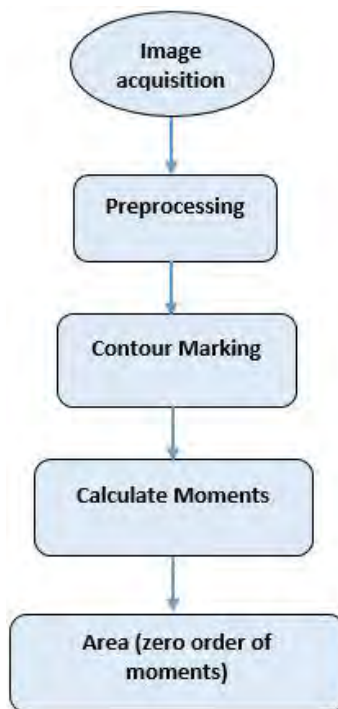 Image
acquisition
Preprocessing
Contour Marking
Calculate Moments
Area (zero order of
moments)